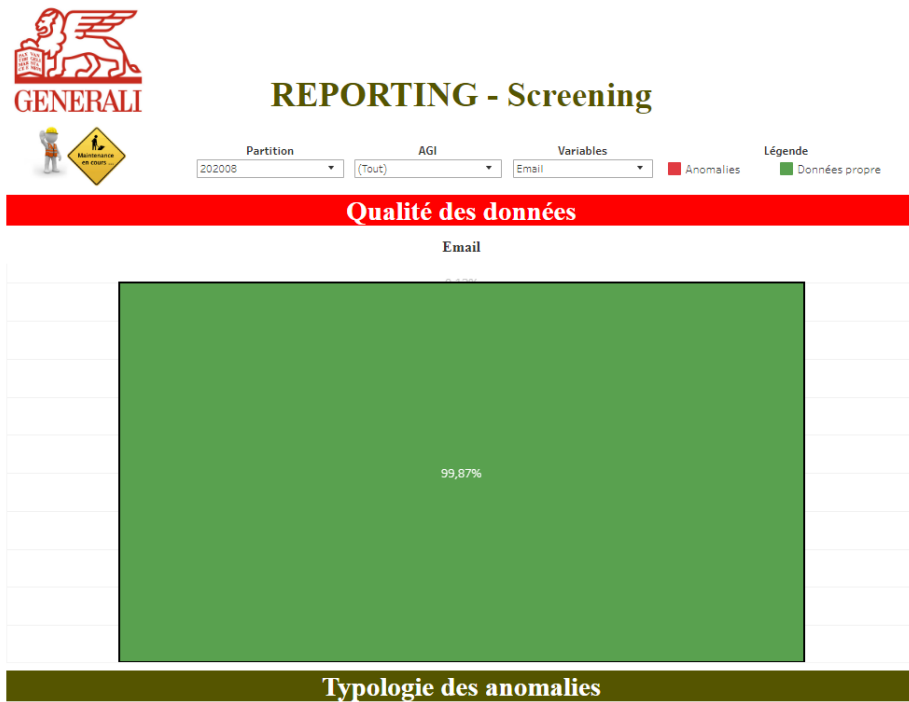 GENERALI
REPORTING - Screening
Maintenance
en cours ...
Partition
AGI
Variables
Légende
202008
(Tout)
Email
Anomalies
Données propre
Qualité des données
Email
99,87%
Typologie des anomalies